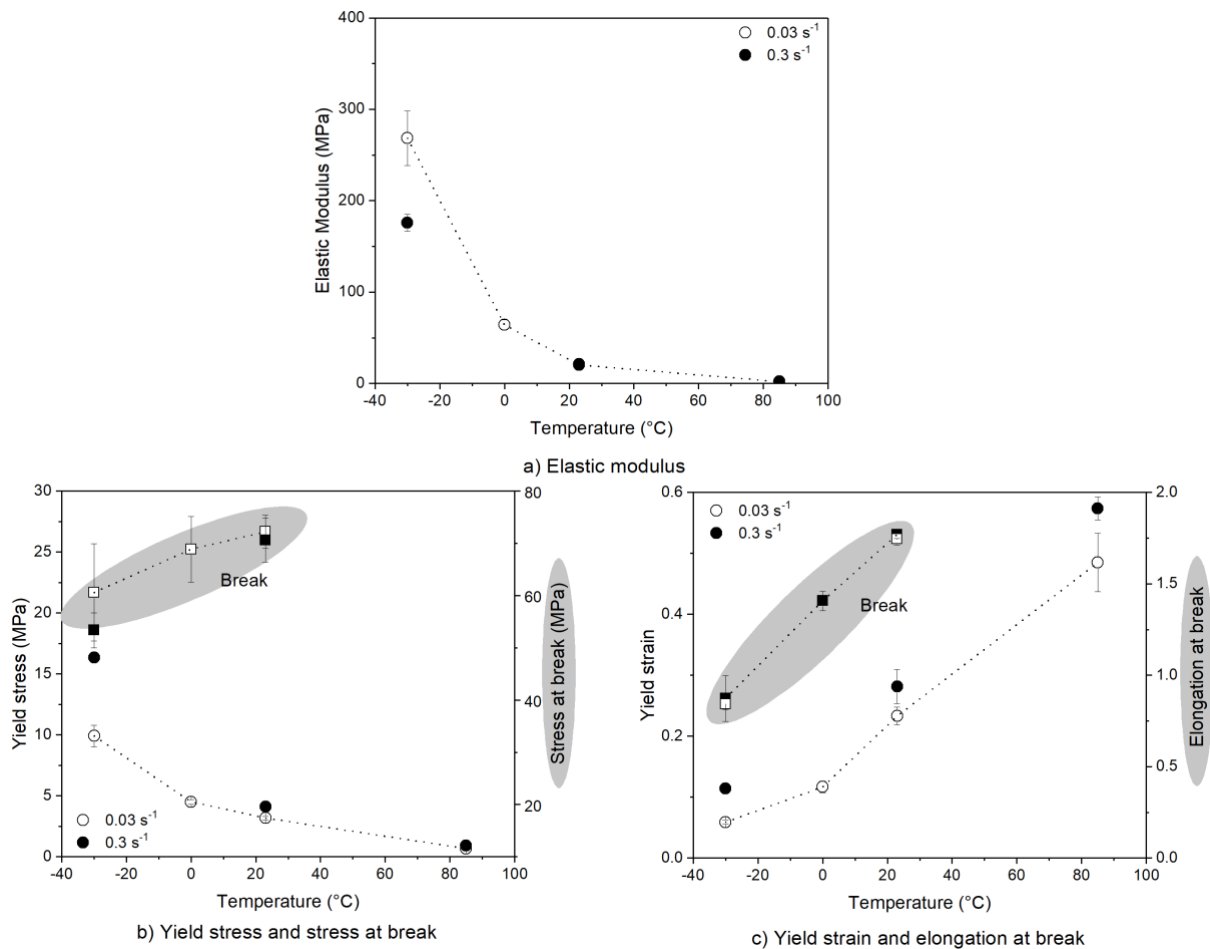 400
300
200
100
0
-40 -20 0 20 40 60 80 100
Elastic Modulus (MPa)
Temperature (°C)
0.03 s⁻¹
0.3 s⁻¹
a) Elastic modulus
30
25
20
15
10
5
0
-40 -20 0 20 40 60 80 100
80
60
40
20
Yield stress (MPa)
Stress at break (MPa)
Break
0.03 s⁻¹
0.3 s⁻¹
Temperature (°C)
b) Yield stress and stress at break
0.6
0.4
0.2
0.0
-40 -20 0 20 40 60 80 100
2.0
1.5
1.0
0.5
0.0
Yield strain
Elongation at break
0.03 s⁻¹
0.3 s⁻¹
Break
Temperature (°C)
c) Yield strain and elongation at break